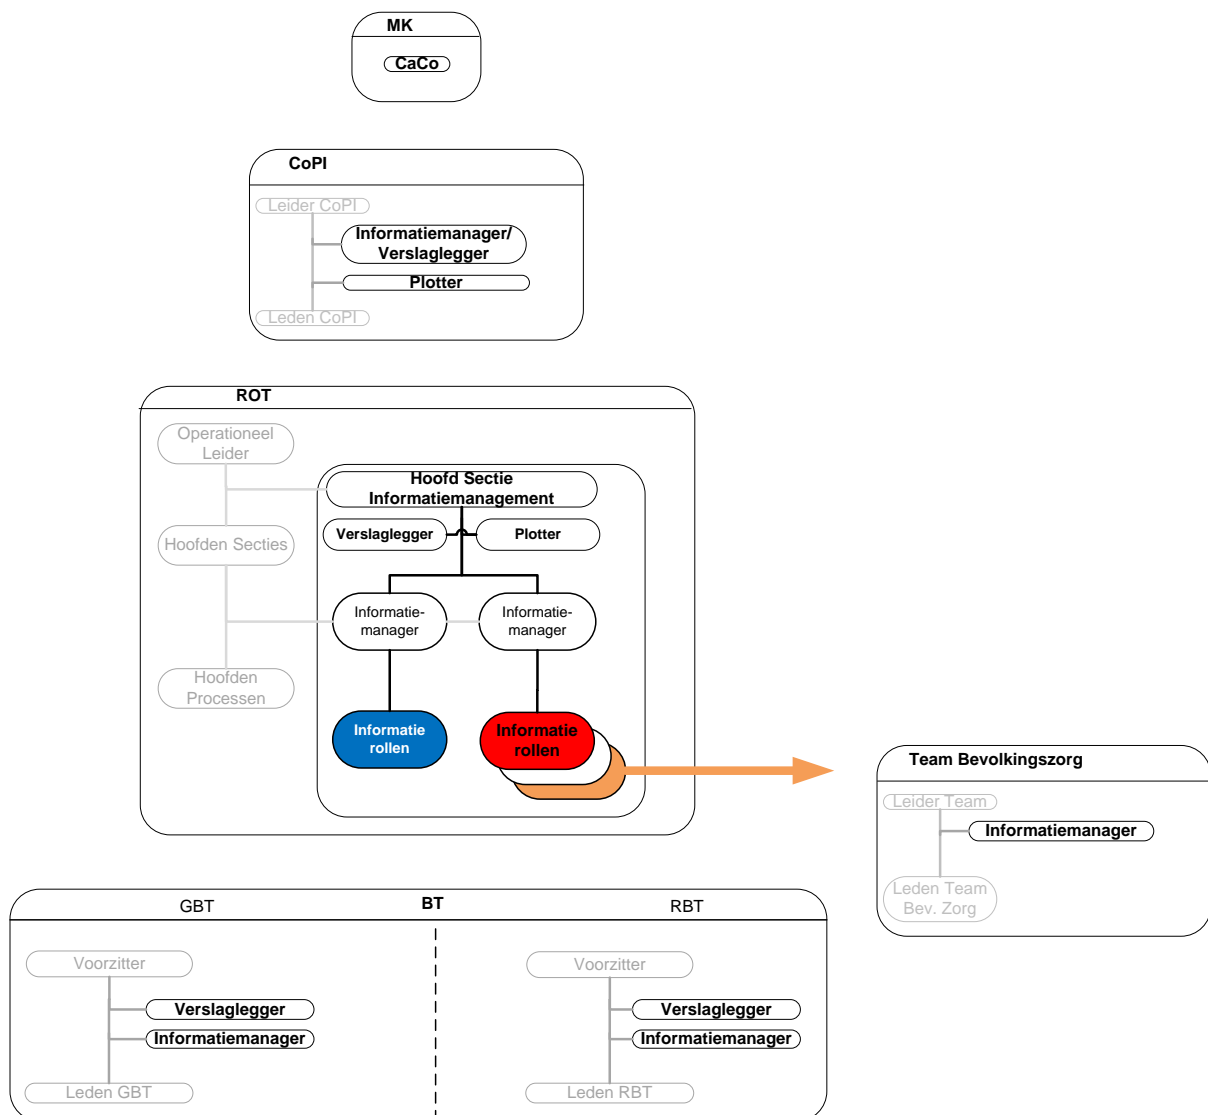 MK
CaCo
CoPI
Leider CoPI
Informatiemanager/
Verslaglegger
Plotter
Leden CoPI
ROT
Operationeel
Leider
Hoofd Sectie
Informatiemanagement
Verslaglegger
Plotter
Hoofden Secties
Informatie-
manager
Informatie-
manager
Hoofden
Processen
Informatie
rollen
Informatie
rollen
Team Bevolkingszorg
Leider Team
Informatiemanager
Leden Team
Bev. Zorg
GBT
BT
RBT
Voorzitter
Verslaglegger
Informatiemanager
Leden GBT
Voorzitter
Verslaglegger
Informatiemanager
Leden RBT